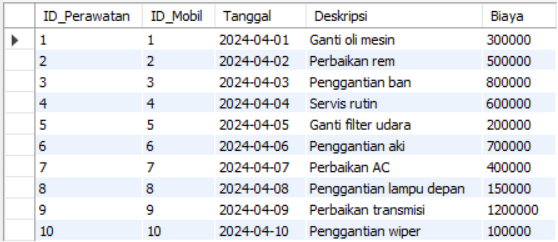 ID_Perawatan ID_Mobil Tanggal Deskripsi Biaya
1 1 2024-04-01 Ganti oli mesin 300000
2 2 2024-04-02 Perbaikan rem 500000
3 3 2024-04-03 Penggantian ban 800000
4 4 2024-04-04 Servis rutin 600000
5 5 2024-04-05 Ganti filter udara 200000
6 6 2024-04-06 Penggantian aki 700000
7 7 2024-04-07 Perbaikan AC 400000
8 8 2024-04-08 Penggantian lampu depan 150000
9 9 2024-04-09 Perbaikan transmisi 1200000
10 10 2024-04-10 Penggantian wiper 100000